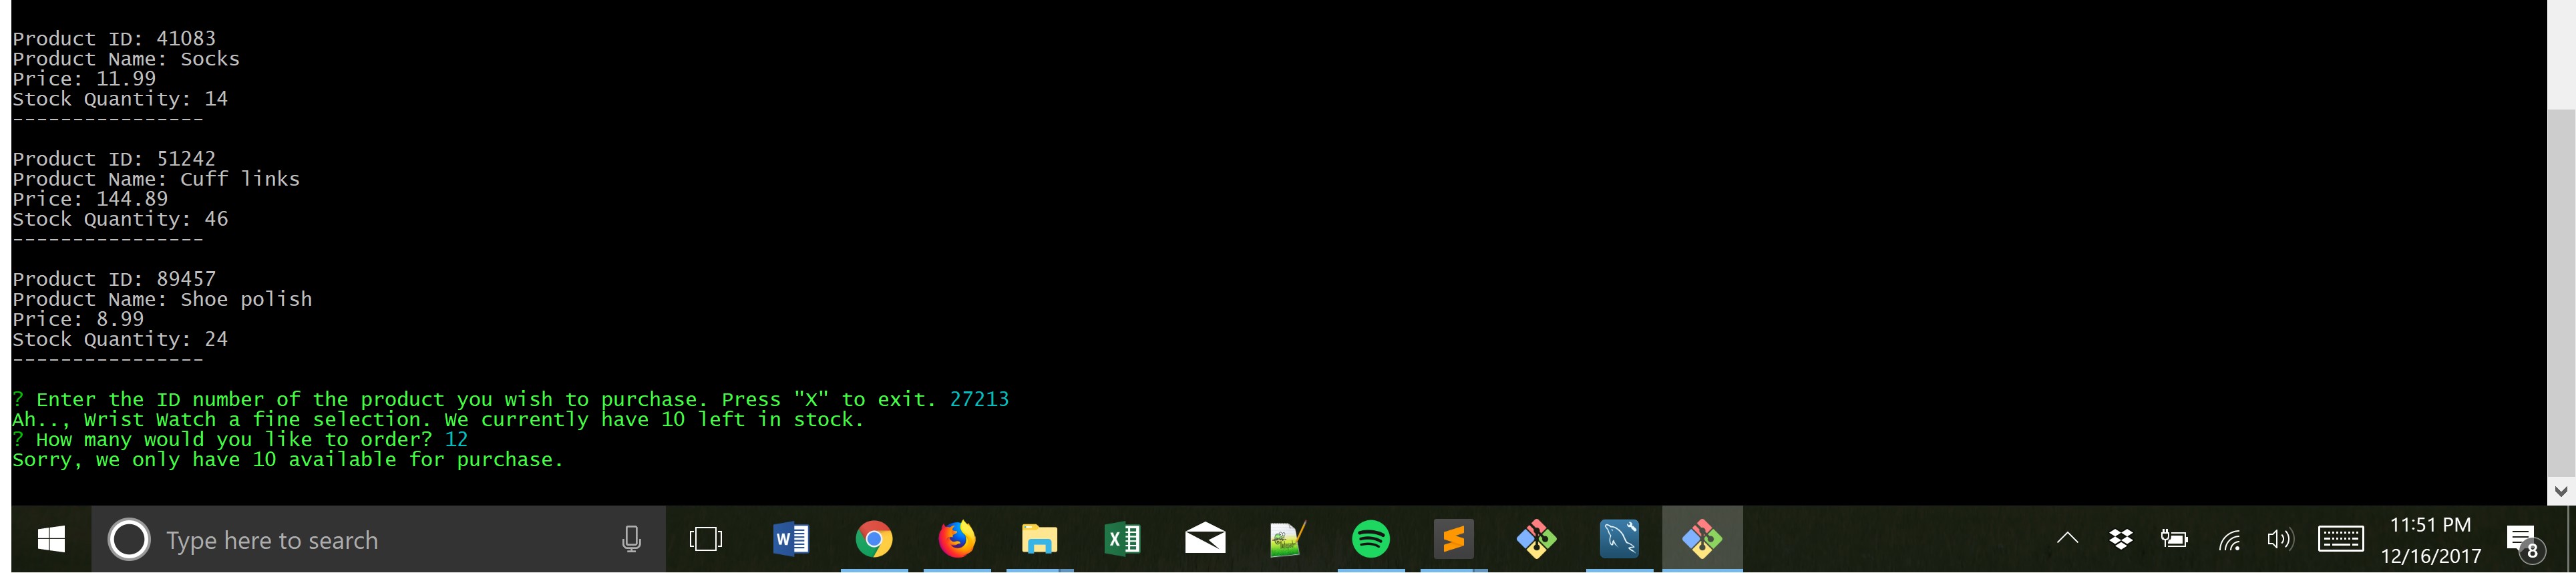 Product ID: 41083
Product Name: Socks
Price: 11.99
Stock Quantity: 14
----------------
Product ID: 51242
Product Name: Cuff links
Price: 144.89
Stock Quantity: 46
----------------
Product ID: 89457
Product Name: Shoe polish
Price: 8.99
Stock Quantity: 24
----------------
? Enter the ID number of the product you wish to purchase. Press "X" to exit. 27213
Ah.., Wrist Watch a fine selection. We currently have 10 left in stock.
? How many would you like to order? 12
Sorry, we only have 10 available for purchase.
Type here to search
11:51 PM
12/16/2017
8